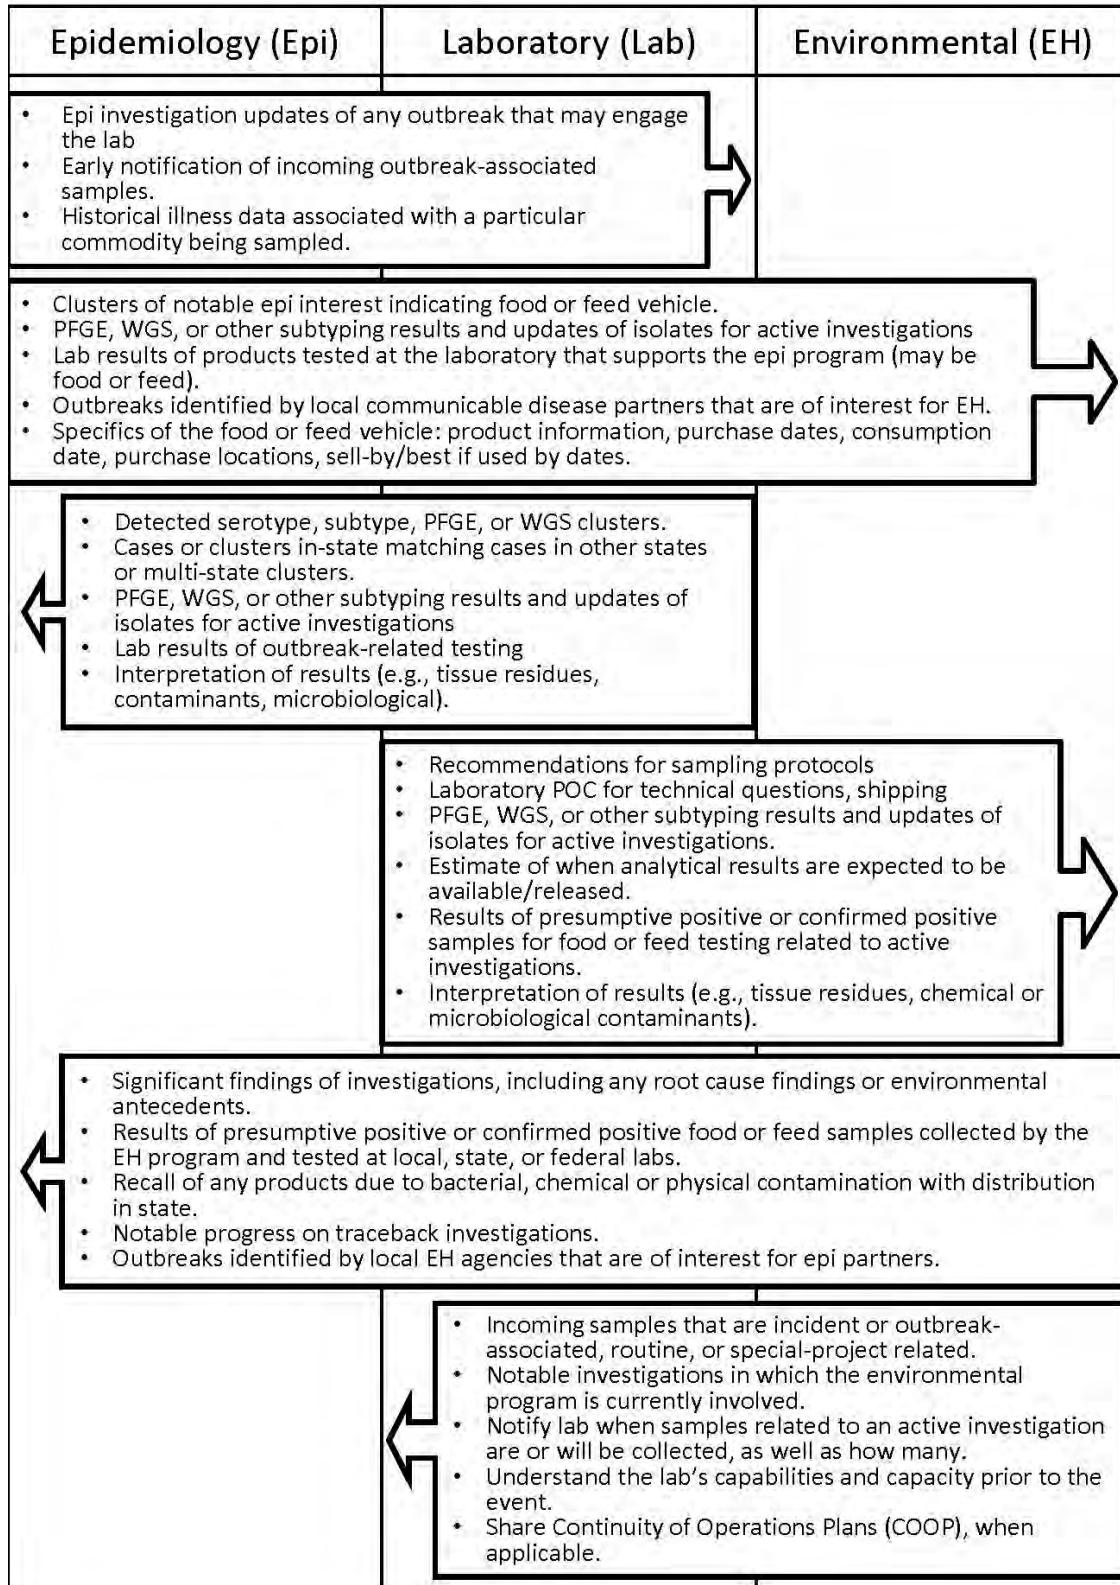 Epidemiology (Epi)
Laboratory (Lab)
Environmental (EH)
• Epi investigation updates of any outbreak that may engage
the lab
• Early notification of incoming outbreak-associated
samples.
• Historical illness data associated with a particular
commodity being sampled.
• Clusters of notable epi interest indicating food or feed vehicle.
• PFGE, WGS, or other subtyping results and updates of isolates for active investigations
• Lab results of products tested at the laboratory that supports the epi program (may be
food or feed).
• Outbreaks identified by local communicable disease partners that are of interest for EH.
• Specifics of the food or feed vehicle: product information, purchase dates, consumption
date, purchase locations, sell-by/best if used by dates.
• Detected serotype, subtype, PFGE, or WGS clusters.
• Cases or clusters in-state matching cases in other states
or multi-state clusters.
• PFGE, WGS, or other subtyping results and updates of
isolates for active investigations
• Lab results of outbreak-related testing
• Interpretation of results (e.g., tissue residues,
contaminants, microbiological).
• Recommendations for sampling protocols
• Laboratory POC for technical questions, shipping
• PFGE, WGS, or other subtyping results and updates of
isolates for active investigations.
• Estimate of when analytical results are expected to be
available/released.
• Results of presumptive positive or confirmed positive
samples for food or feed testing related to active
investigations.
• Interpretation of results (e.g., tissue residues, chemical or
microbiological contaminants).
• Significant findings of investigations, including any root cause findings or environmental
antecedents.
• Results of presumptive positive or confirmed positive food or feed samples collected by the
EH program and tested at local, state, or federal labs.
• Recall of any products due to bacterial, chemical or physical contamination with distribution
in state.
• Notable progress on traceback investigations.
• Outbreaks identified by local EH agencies that are of interest for epi partners.
• Incoming samples that are incident or outbreak-
associated, routine, or special-project related.
• Notable investigations in which the environmental
program is currently involved.
• Notify lab when samples related to an active investigation
are or will be collected, as well as how many.
• Understand the lab's capabilities and capacity prior to the
event.
• Share Continuity of Operations Plans (COOP), when
applicable.